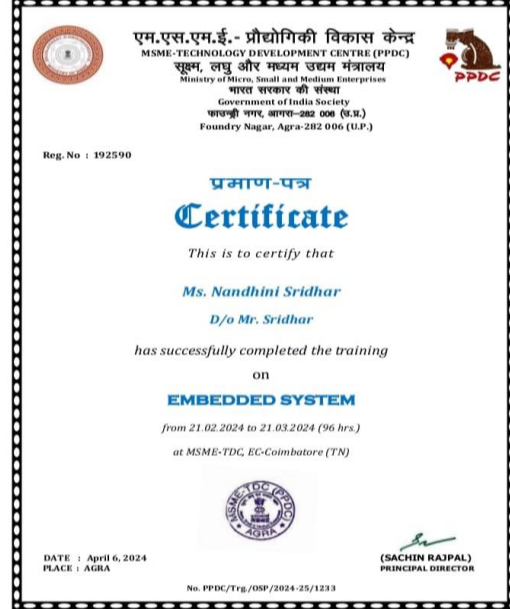 एम.एस.एम.ई.- प्रौद्योगिकी विकास केन्द्र
MSME-TECHNOLOGY DEVELOPMENT CENTRE (PPDC)
सूक्ष्म, लघु और मध्यम उद्यम मंत्रालय
Ministry of Micro, Small and Medium Enterprises
भारत सरकार की संस्था
Government of India Society
फाउन्ड्री नगर, आगरा–282 006 (उ.प्र.)
Foundry Nagar, Agra-282 006 (U.P.)
PPDC
Reg. No : 192590
प्रमाण-पत्र
Certificate
This is to certify that
Ms. Nandhini Sridhar
D/o Mr. Sridhar
has successfully completed the training
on
EMBEDDED SYSTEM
from 21.02.2024 to 21.03.2024 (96 hrs.)
at MSME-TDC, EC-Coimbatore (TN)
MSME-TDC (PPDC)
AGRA
DATE : April 6, 2024
PLACE : AGRA
(SACHIN RAJPAL)
PRINCIPAL DIRECTOR
No. PPDC/Trg./OSP/2024-25/1233